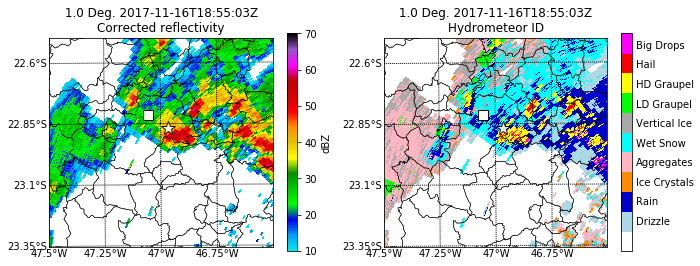 1.0 Deg. 2017-11-16T18:55:03Z
Corrected reflectivity
22.6°S
22.85°S
23.1°S
23.35°S
47.5°W
47.25°W
47°W
46.75°W
70
60
50
40
30
20
10
dBZ
1.0 Deg. 2017-11-16T18:55:03Z
Hydrometeor ID
22.6°S
22.85°S
23.1°S
23.35°S
47.5°W
47.25°W
47°W
46.75°W
Big Drops
Hail
HD Graupel
LD Graupel
Vertical Ice
Wet Snow
Aggregates
Ice Crystals
Rain
Drizzle